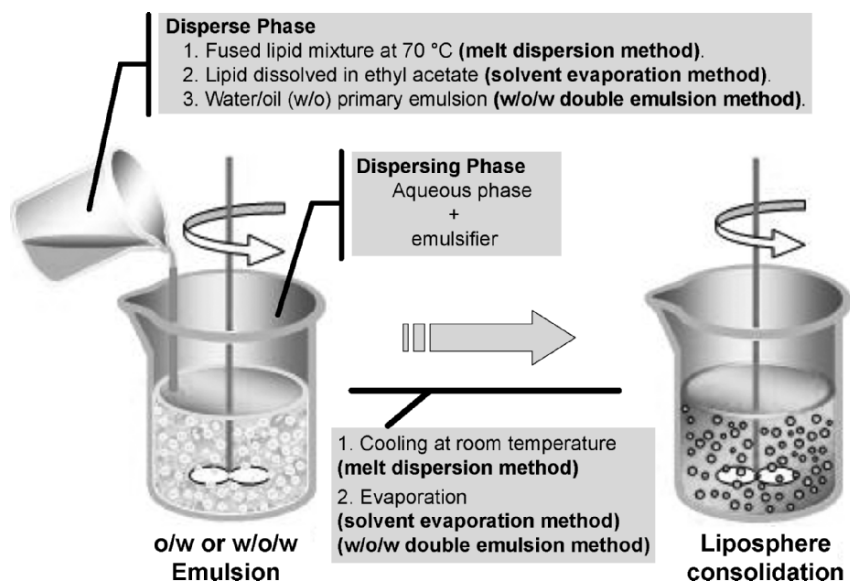 Disperse Phase
1. Fused lipid mixture at 70 °C (melt dispersion method).
2. Lipid dissolved in ethyl acetate (solvent evaporation method).
3. Water/oil (w/o) primary emulsion (w/o/w double emulsion method).
Dispersing Phase
Aqueous phase
+
emulsifier
1. Cooling at room temperature
(melt dispersion method)
2. Evaporation
(solvent evaporation method)
(w/o/w double emulsion method)
o/w or w/o/w
Emulsion
Liposphere
consolidation